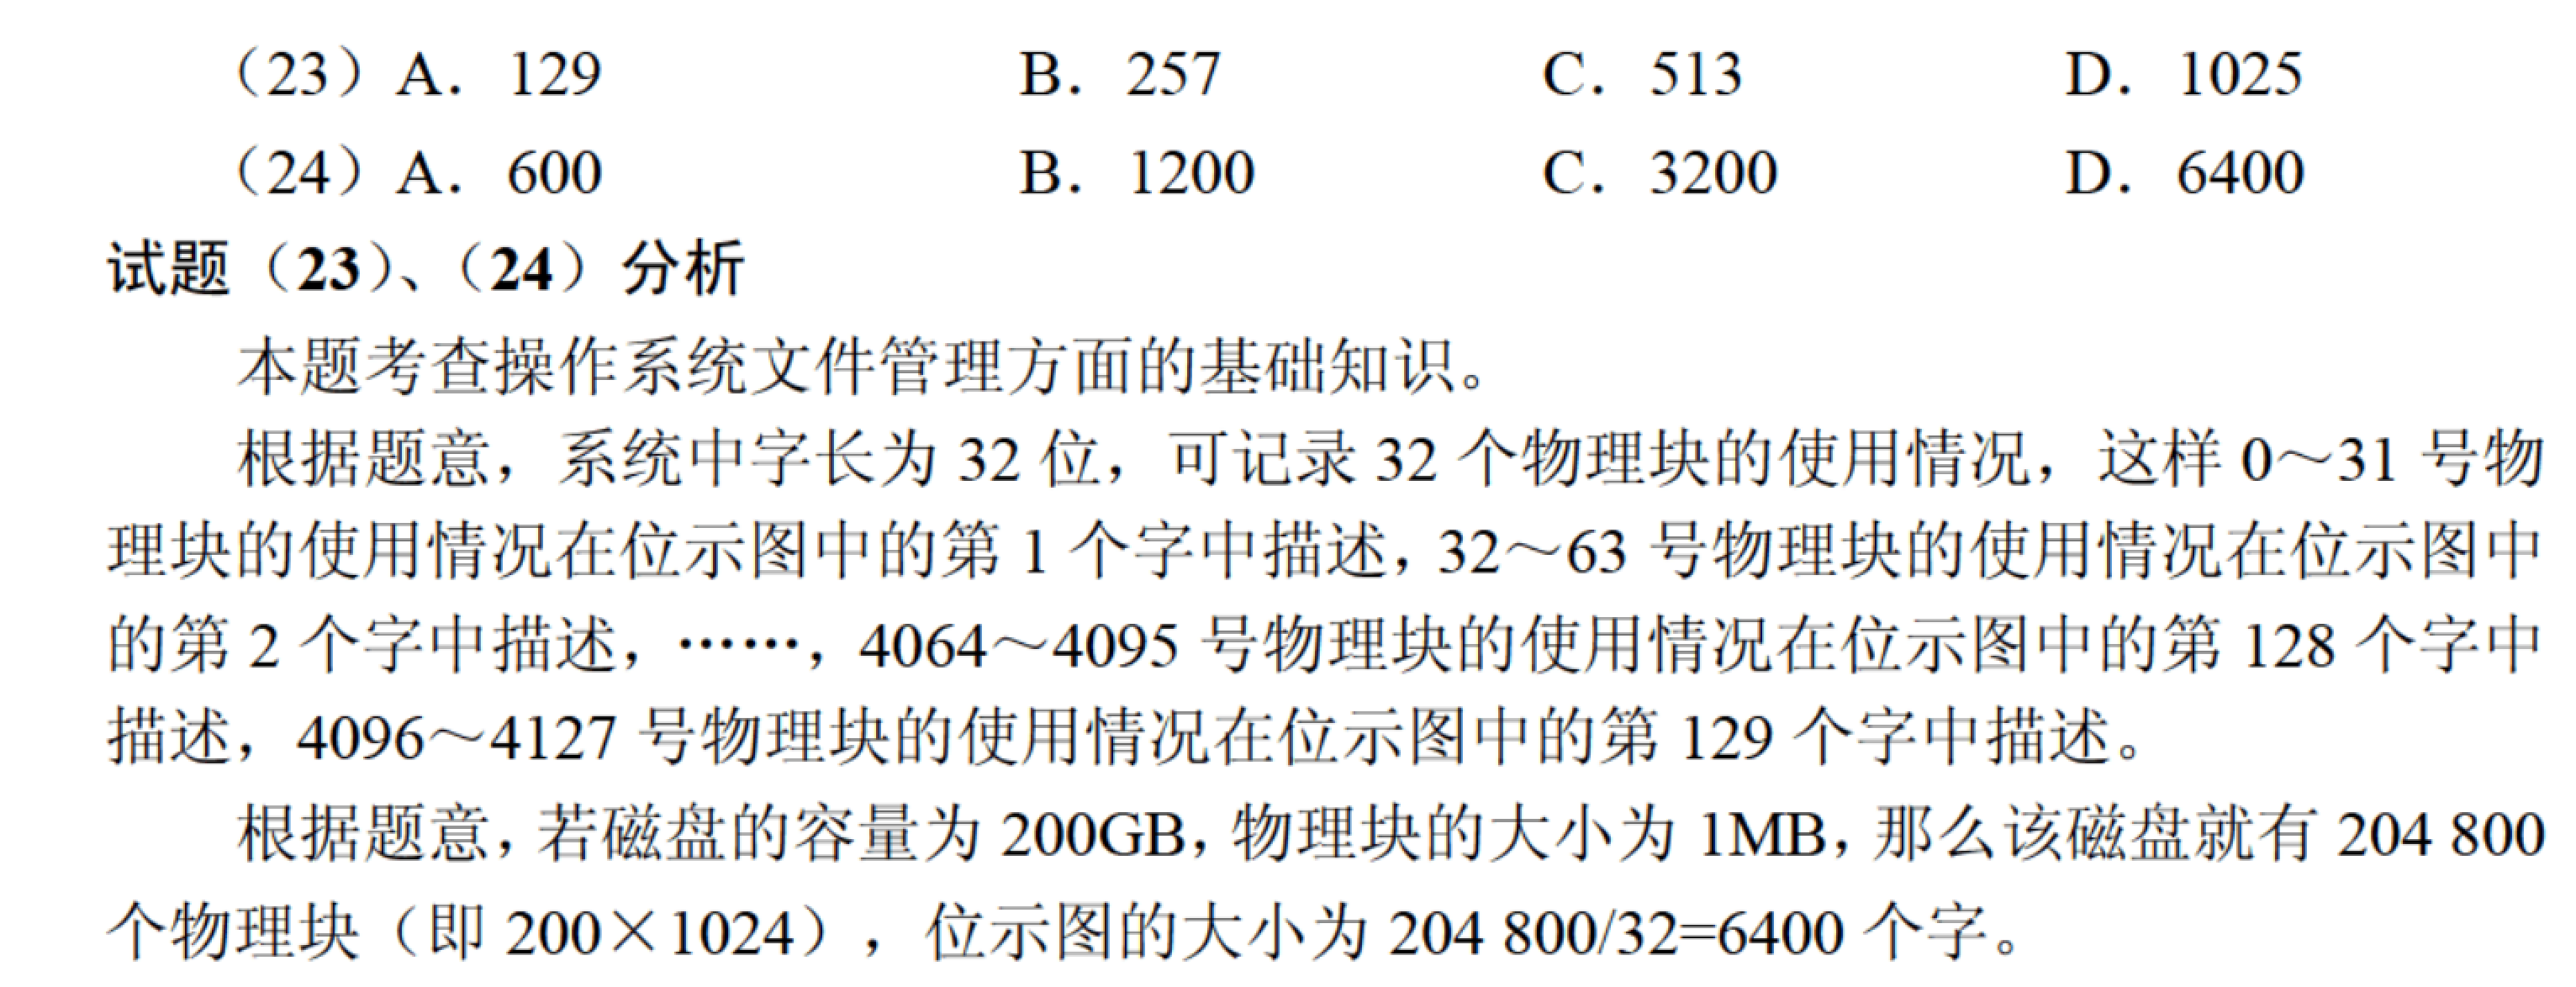 （23）A．129 B．257 C．513 D．1025
（24）A．600 B．1200 C．3200 D．6400
试题（23）、（24）分析
本题考查操作系统文件管理方面的基础知识。
根据题意，系统中字长为 32 位，可记录 32 个物理块的使用情况，这样 0～31 号物
理块的使用情况在位示图中的第 1 个字中描述，32～63 号物理块的使用情况在位示图中
的第 2 个字中描述，……，4064～4095 号物理块的使用情况在位示图中的第 128 个字中
描述，4096～4127 号物理块的使用情况在位示图中的第 129 个字中描述。
根据题意，若磁盘的容量为 200GB，物理块的大小为 1MB，那么该磁盘就有 204 800
个物理块（即 200×1024），位示图的大小为 204 800/32=6400 个字。